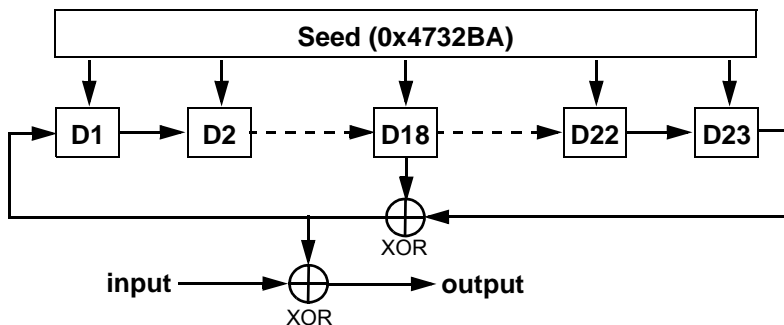 Seed (0x4732BA)
D1 D2 D18 D22 D23
XOR
input output
XOR